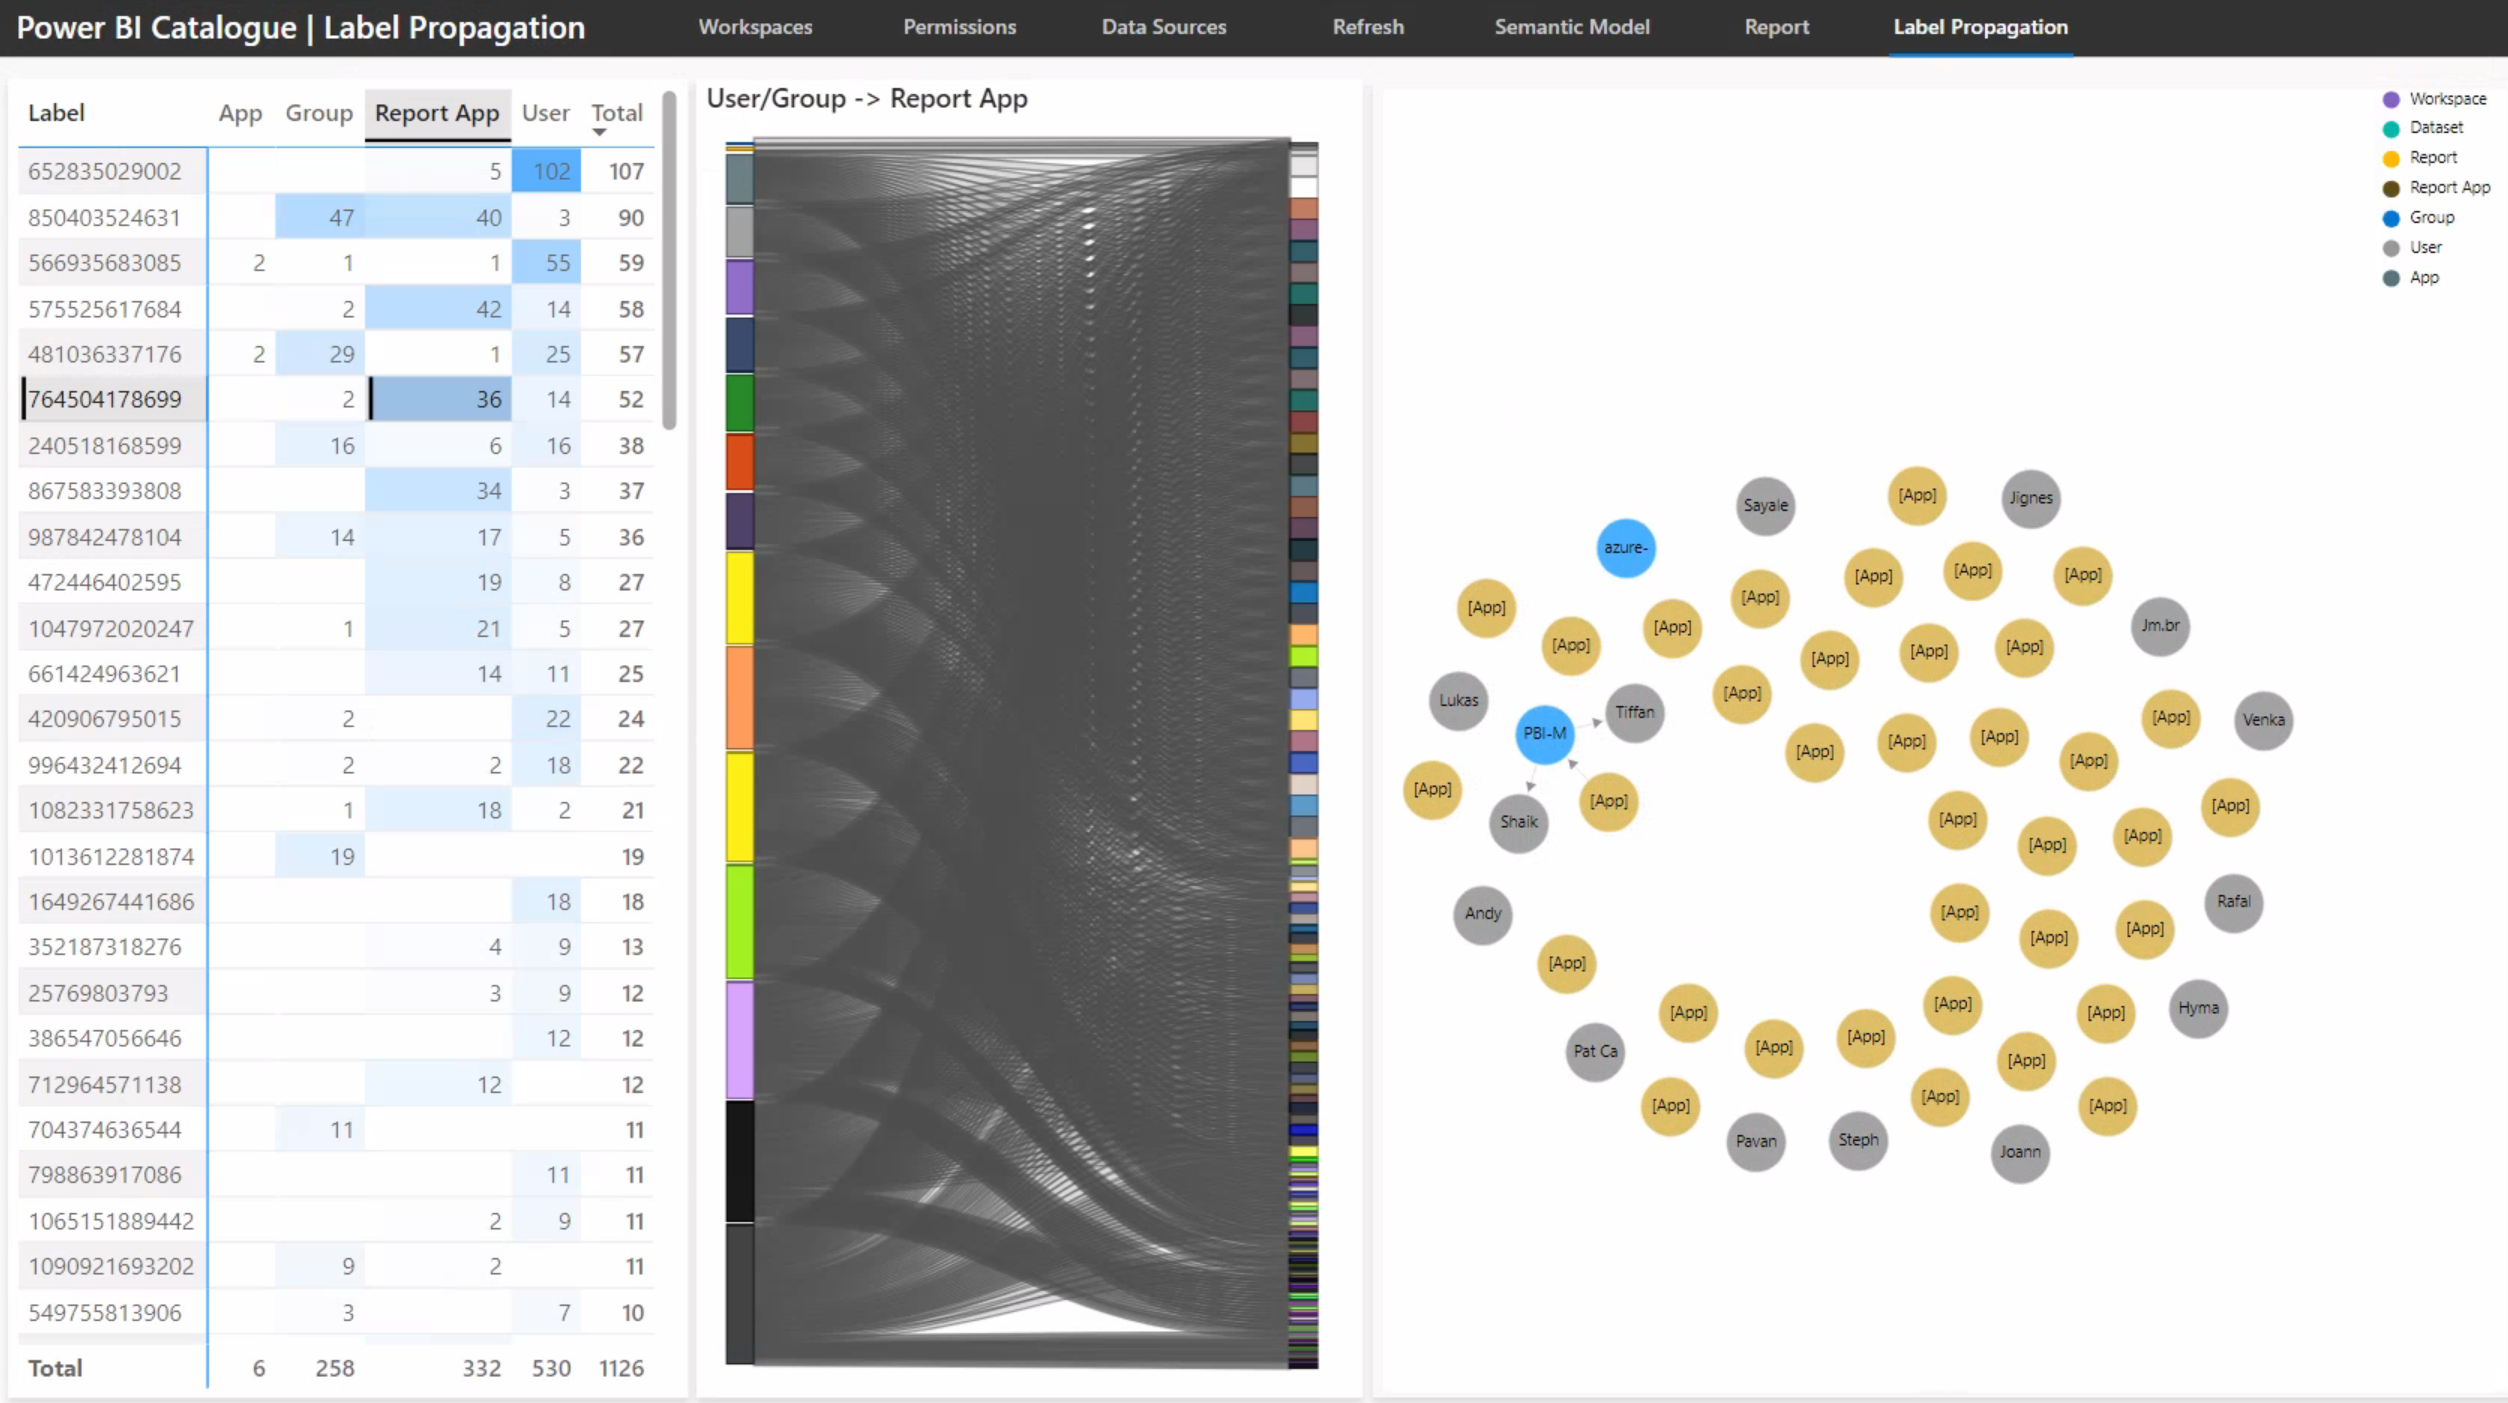 Power BI Catalogue | Label Propagation
Workspaces Permissions Data Sources Refresh Semantic Model Report Label Propagation
Label App Group Report App User Total
652835029002 5 102 107
850403524631 47 40 3 90
566935683085 2 1 1 55 59
575525617684 2 42 14 58
481036337176 2 29 1 25 57
764504178699 2 36 14 52
240518168599 16 6 16 38
867583393808 34 3 37
987842478104 14 17 5 36
472446402595 19 8 27
1047972020247 1 21 5 27
661424963621 14 11 25
420906795015 2 22 24
996432412694 2 2 18 22
1082331758623 1 18 2 21
1013612281874 19 19
1649267441686 18 18
352187318276 4 9 13
25769803793 3 9 12
386547056646 12 12
712964571138 12 12
704374636544 11 11
798863917086 11 11
1065151889442 2 9 11
1090921693202 9 2 11
549755813906 3 7 10
Total 6 258 332 530 1126
User/Group -> Report App
Workspace
Dataset
Report
Report App
Group
User
App
[App]
Jignes
Sayale
azure-
[App]
[App]
[App]
[App]
[App]
[App]
[App]
Jm.br
[App]
[App]
[App]
[App]
[App]
Lukas
Tiffan
[App]
Venka
PBI-M
[App]
[App]
[App]
[App]
[App]
[App]
[App]
[App]
Shaik
[App]
[App]
Rafal
Andy
[App]
[App]
[App]
[App]
[App]
Hyma
[App]
[App]
[App]
[App]
Pat Ca
[App]
[App]
[App]
[App]
Pavan
Steph
Joann